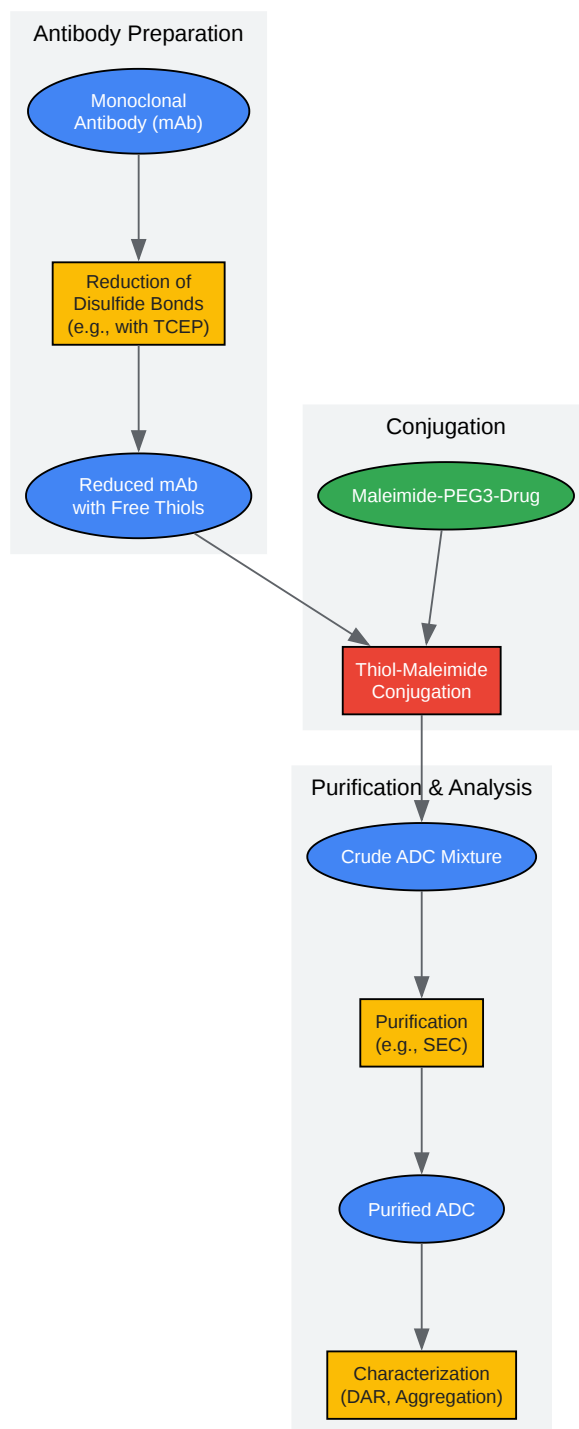 Antibody Preparation
Monoclonal
Antibody (mAb)
Reduction of
Disulfide Bonds
(e.g., with TCEP)
Reduced mAb
with Free Thiols
Conjugation
Maleimide-PEG3-Drug
Thiol-Maleimide
Conjugation
Purification & Analysis
Crude ADC Mixture
Purification
(e.g., SEC)
Purified ADC
Characterization
(DAR, Aggregation)